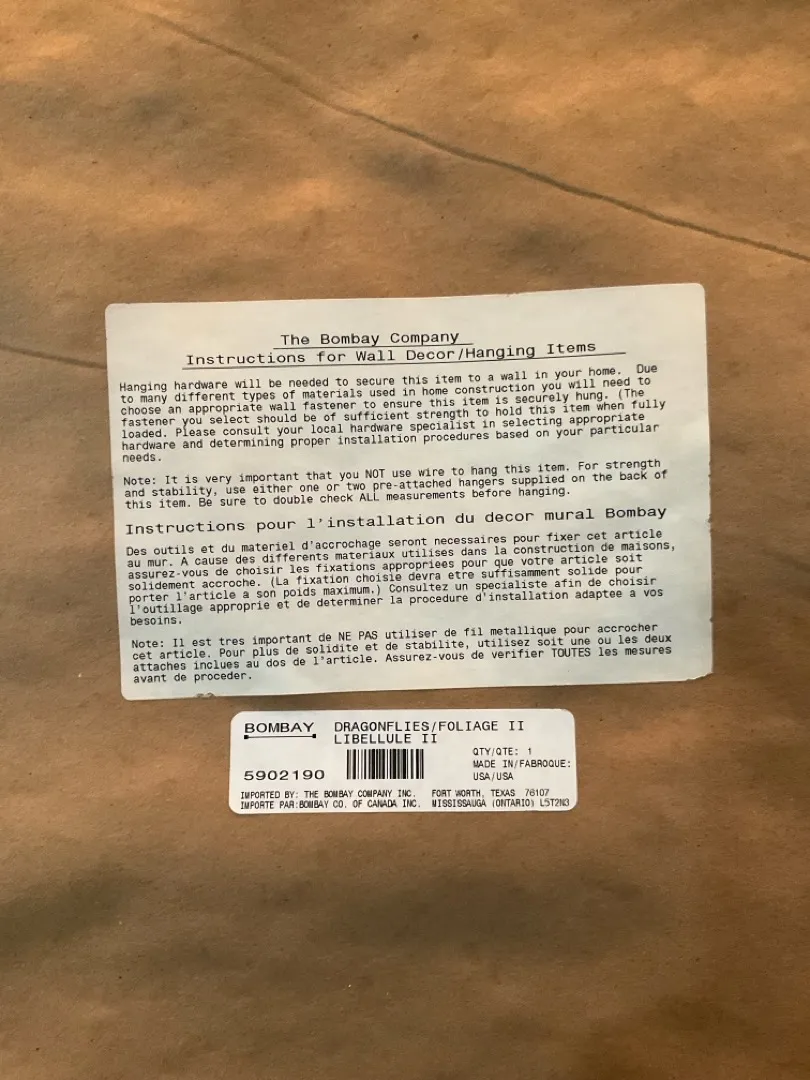 The Bombay Company
Instructions for Wall Decor/Hanging Items
Hanging hardware will be needed to secure this item to a wall in your home.  Due
to many different types of materials used in home construction you will need to
choose an appropriate wall fastener to ensure this item is securely hung. (The
fastener you select should be of sufficient strength to hold this item when fully
loaded. Please consult your local hardware specialist in selecting appropriate
hardware and determining proper installation procedures based on your particular
needs.
Note: It is very important that you NOT use wire to hang this item. For strength
and stability, use either one or two pre-attached hangers supplied on the back of
this item. Be sure to double check ALL measurements before hanging.
Instructions pour l'installation du decor mural Bombay
Des outils et du materiel d'accrochage seront necessaires pour fixer cet article
au mur. A cause des differents materiaux utilises dans la construction de maisons,
assurez-vous de choisir les fixations appropriees pour que votre article soit
solidement accroche. (La fixation choisie devra etre suffisamment solide pour
porter l'article a son poids maximum.) Consultez un specialiste afin de choisir
l'outillage approprie et de determiner la procedure d'installation adaptee a vos
besoins.
Note: Il est tres important de NE PAS utiliser de fil metallique pour accrocher
cet article. Pour plus de solidite et de stabilite, utilisez soit une ou les deux
attaches inclues au dos de l'article. Assurez-vous de verifier TOUTES les mesures
avant de proceder.
BOMBAY DRAGONFLIES/FOLIAGE II
LIBELLULE II
QTY/QTE: 1
MADE IN/FABROQUE:
5902190 USA/USA
IMPORTED BY: THE BOMBAY COMPANY INC. FORT WORTH, TEXAS 76107
IMPORTE PAR:BOMBAY CO. OF CANADA INC. MISSISSAUGA (ONTARIO) L5T2N3